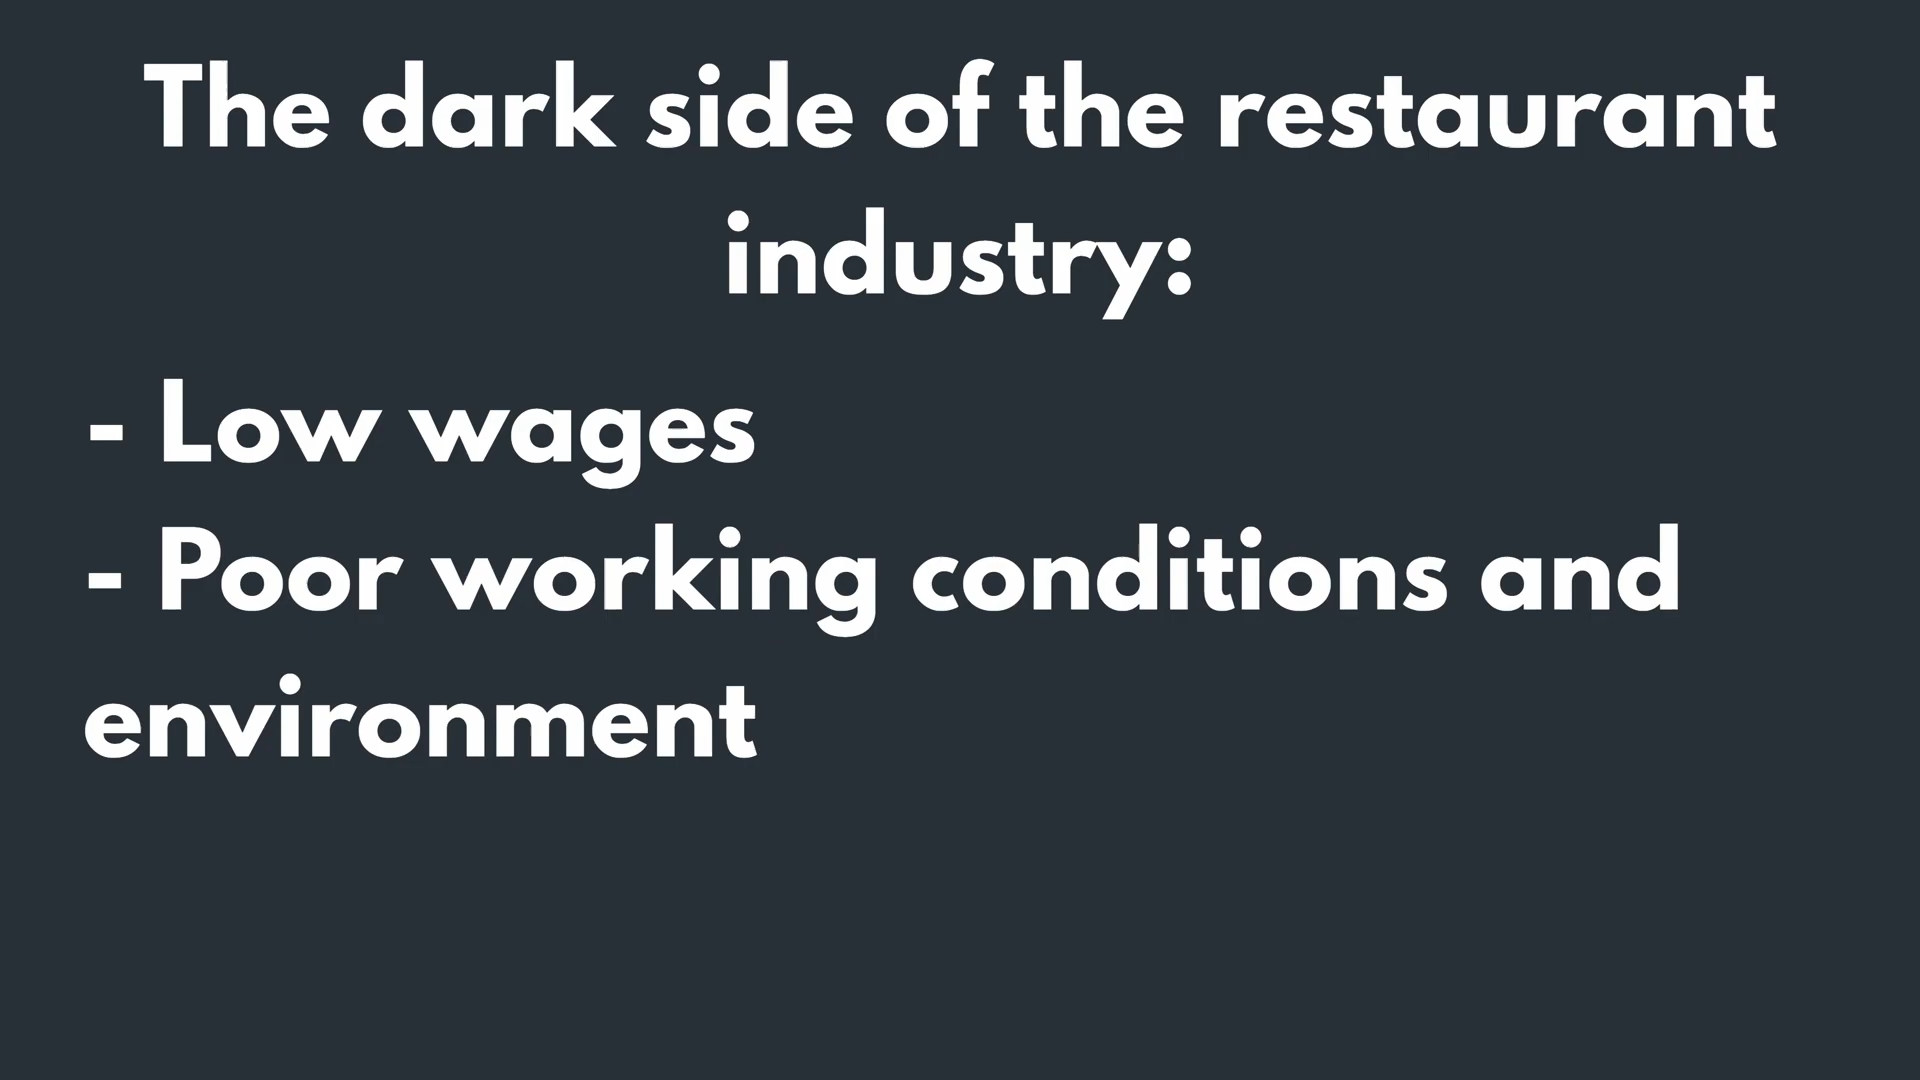 The dark side of the restaurant
industry:
- Low wages
- Poor working conditions and
environment